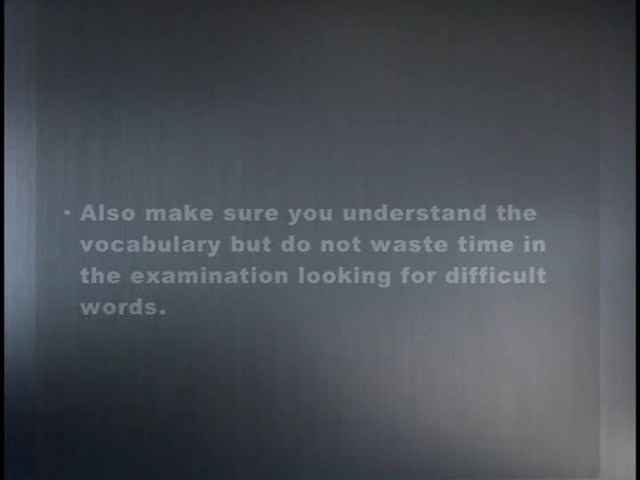 · Also make sure you understand the
vocabulary but do not waste time in
the examination looking for difficult
words.